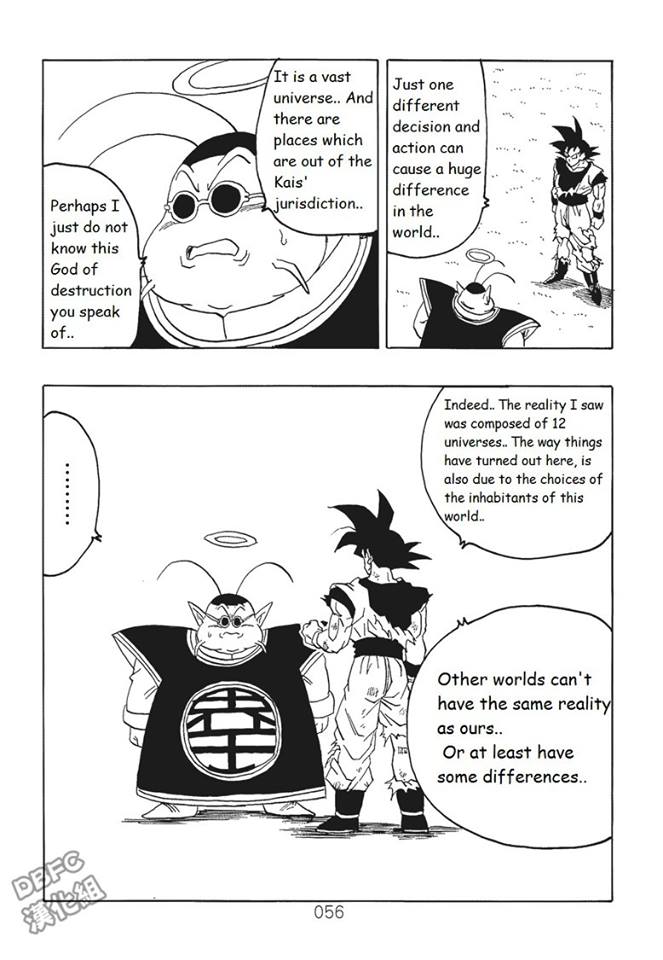 Just one
different
decision and
action can
cause a huge
difference
in the
world..
It is a vast
universe.. And
there are
places which
are out of the
Kais'
jurisdiction..
Perhaps I
just do not
know this
God of
destruction
you speak
of..
Indeed.. The reality I saw
was composed of 12
universes.. The way things
have turned out here, is
also due to the choices of
the inhabitants of this
world..
Other worlds can't
have the same reality
as ours..
Or at least have
some differences..
........
界王
DBFC
漢化組
056